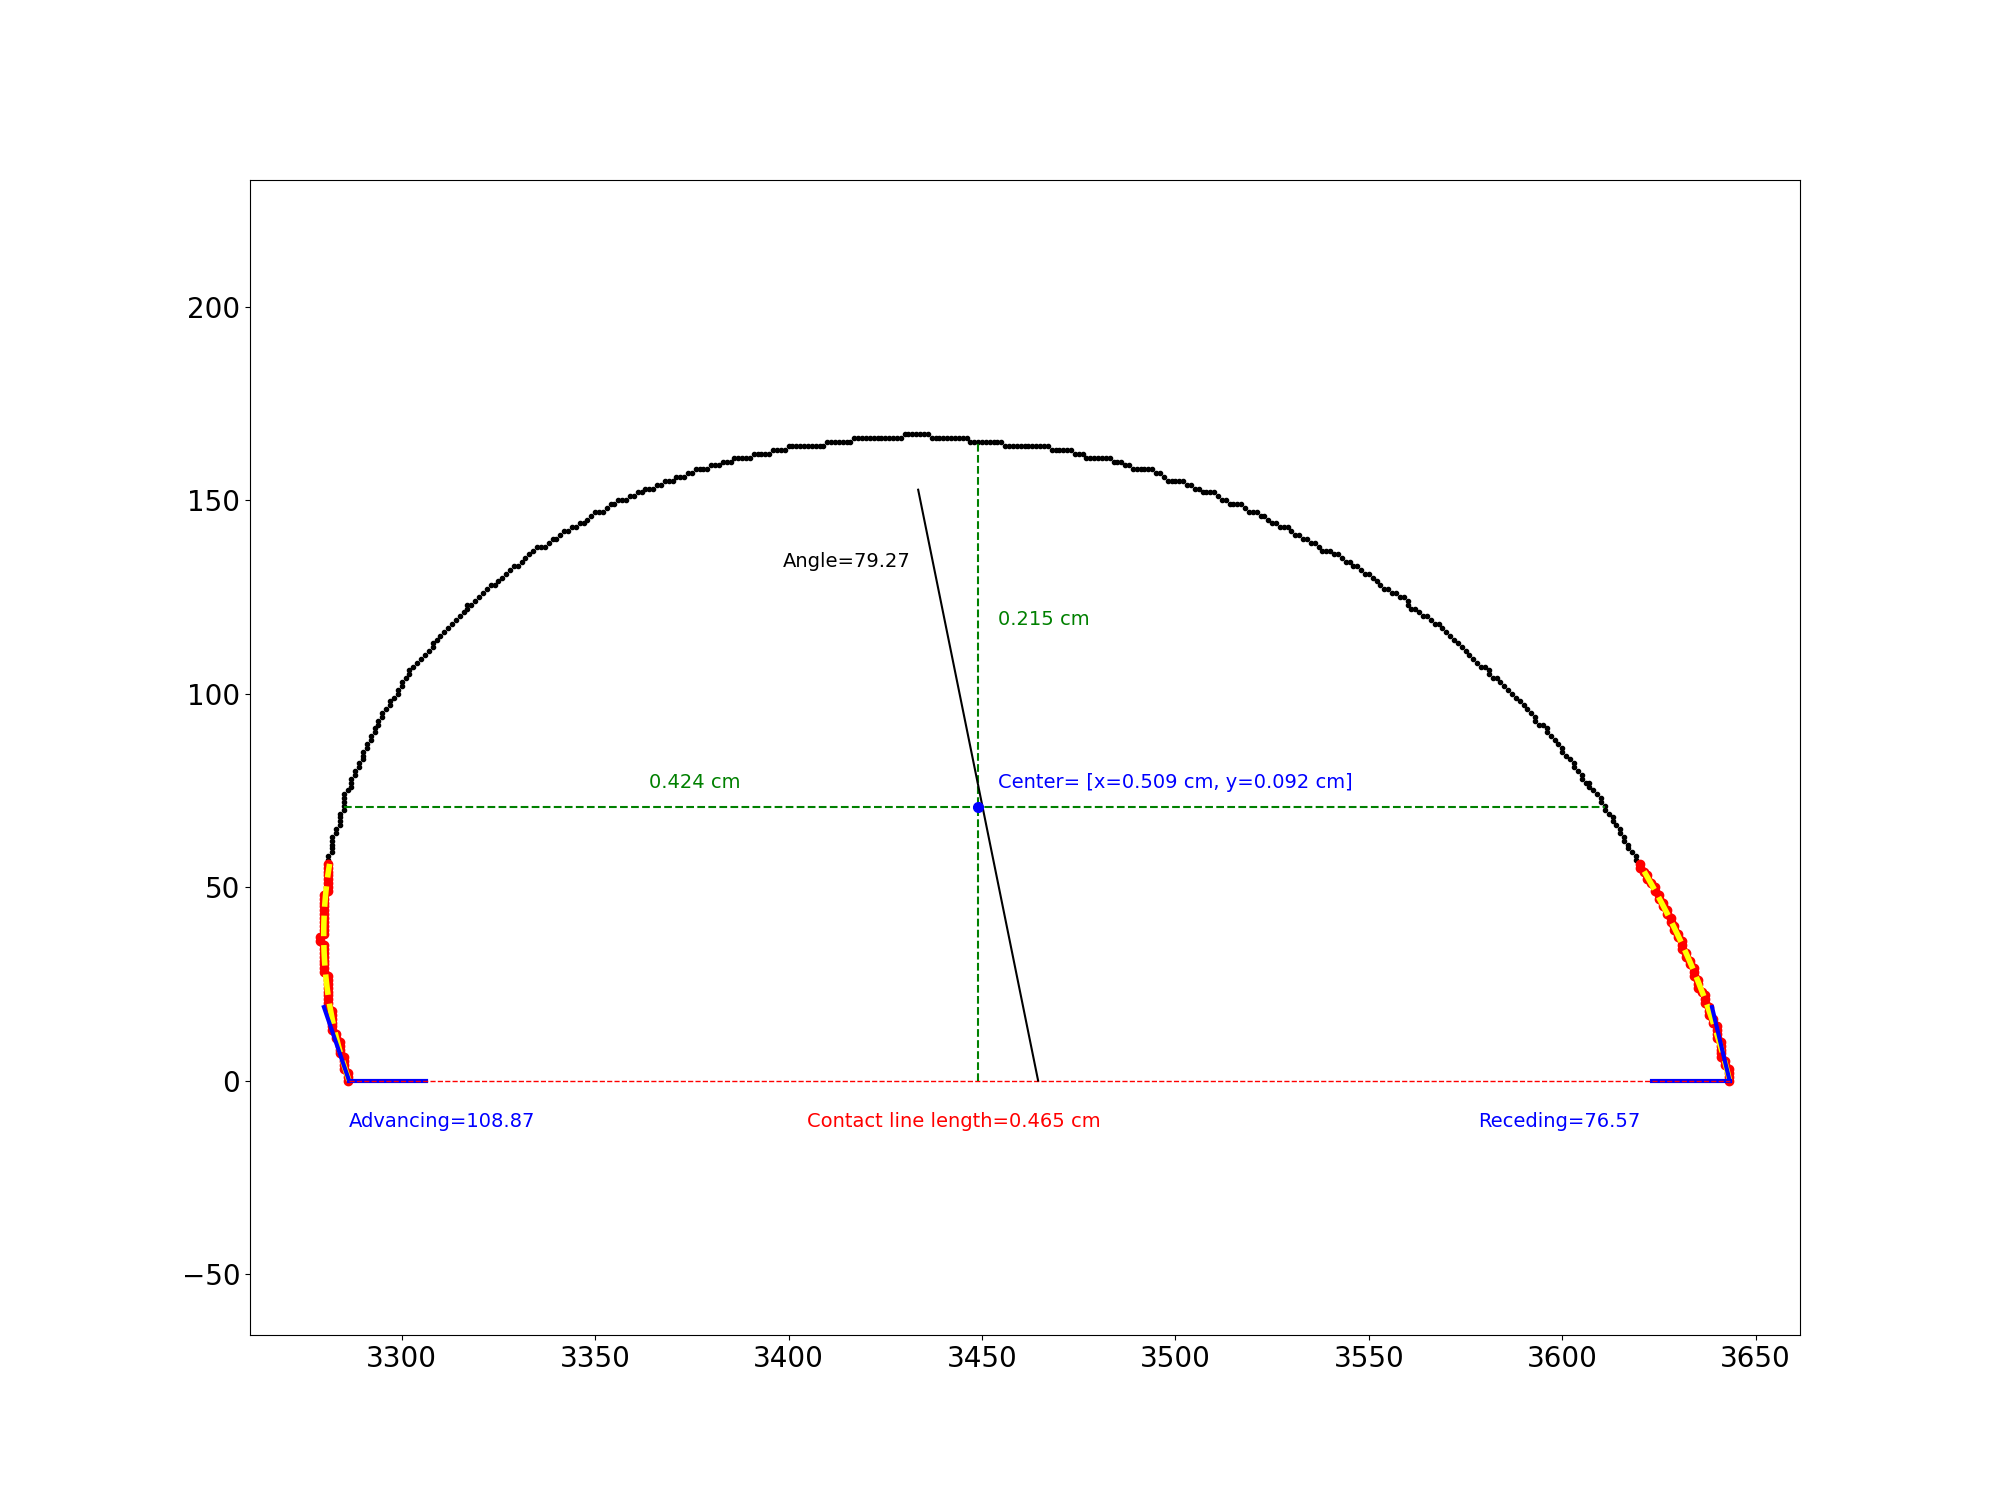 200
150
Angle=79.27
0.215 cm
100
0.424 cm
Center= [x=0.509 cm, y=0.092 cm]
50
0
Advancing=108.87
Contact line length=0.465 cm
Receding=76.57
−50
3300
3350
3400
3450
3500
3550
3600
3650